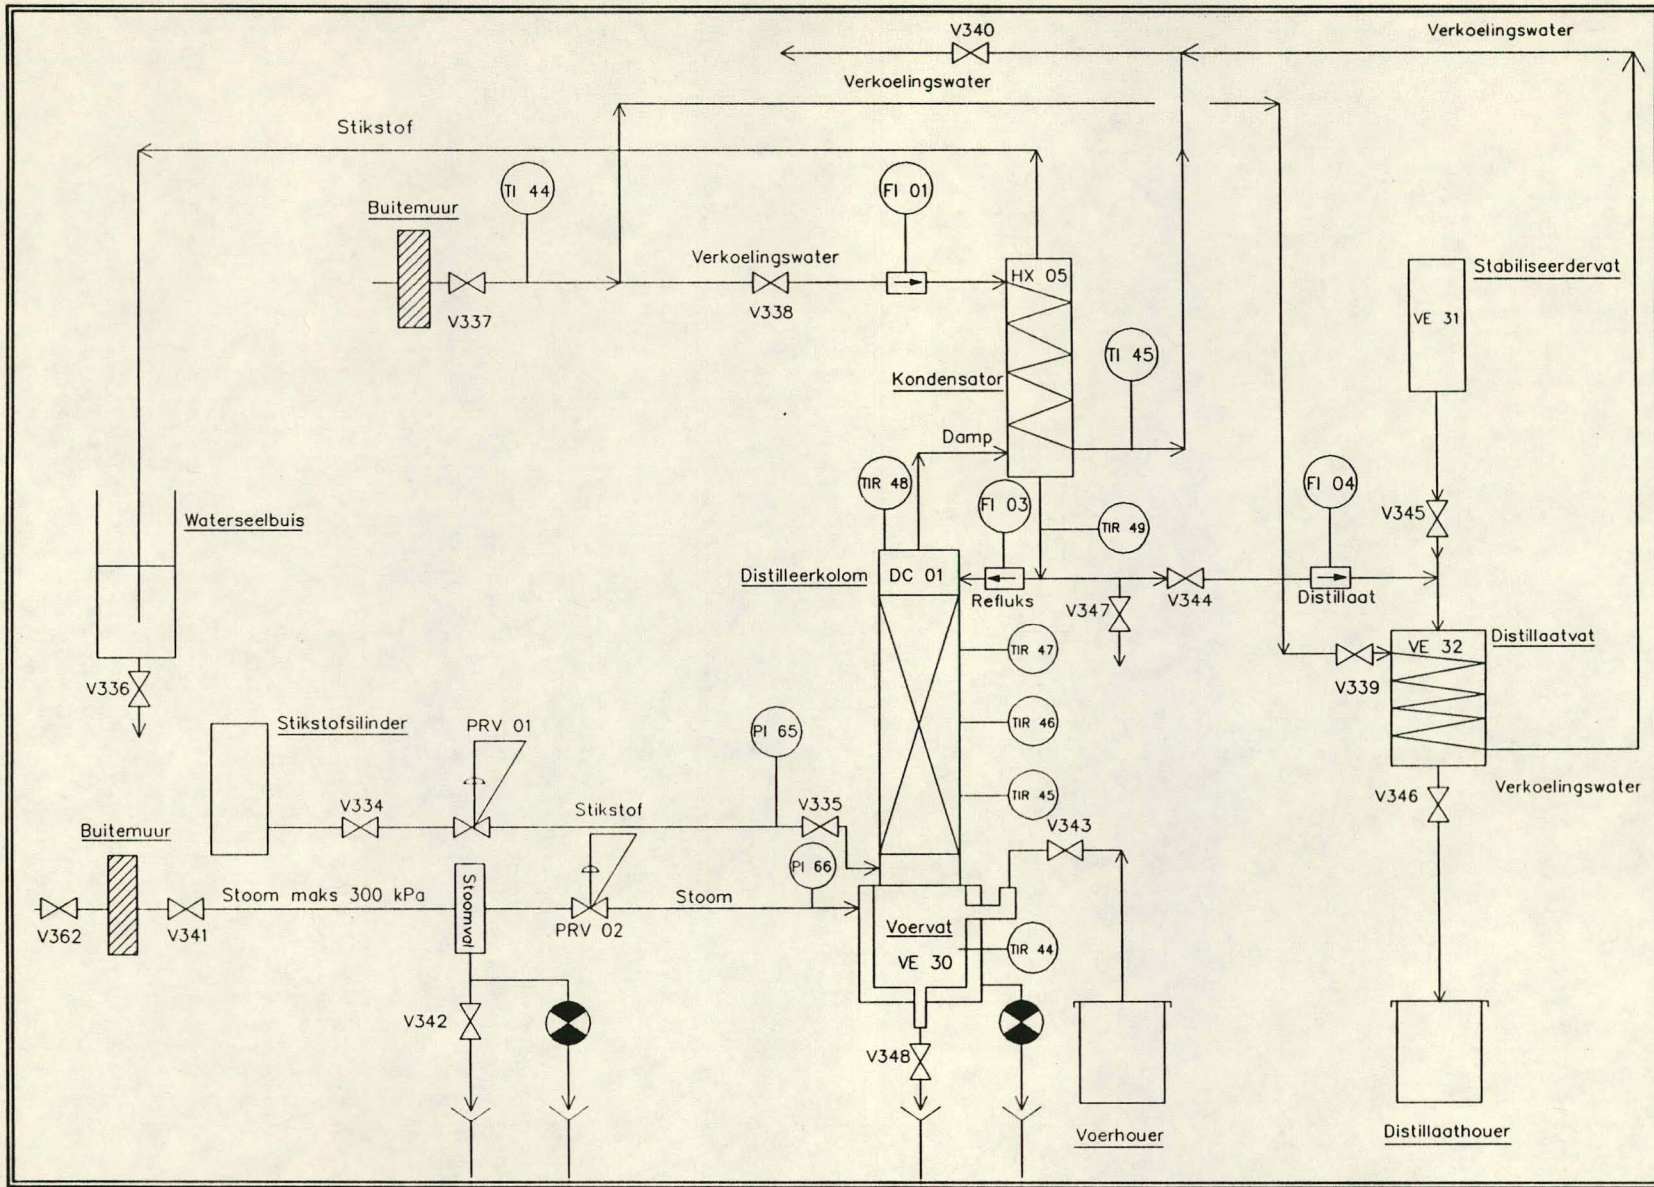 V340
Verkoelingswater
Verkoelingswater
Stikstof
TI 44
FI 01
Buitemuur
Verkoelingswater
HX 05
Stabiliseerdervat
V337
V338
VE 31
TI 45
Kondensator
Damp
TIR 48
FI 03
FI 04
V345
Waterseelbuis
TIR 49
Distilleerkolom
DC 01
Refluks
V347
V344
Distillaat
Distillaatvat
VE 32
TIR 47
V339
V336
Stikstofsilinder
PRV 01
PI 65
TIR 46
V334
Stikstof
V335
TIR 45
V346
Verkoelingswater
Buitemuur
V343
PI 66
Stoom maks 300 kPa
Stoomval
Stoom
V362
V341
PRV 02
Voervat
VE 30
TIR 44
V342
V348
Voerhouer
Distillaathouer